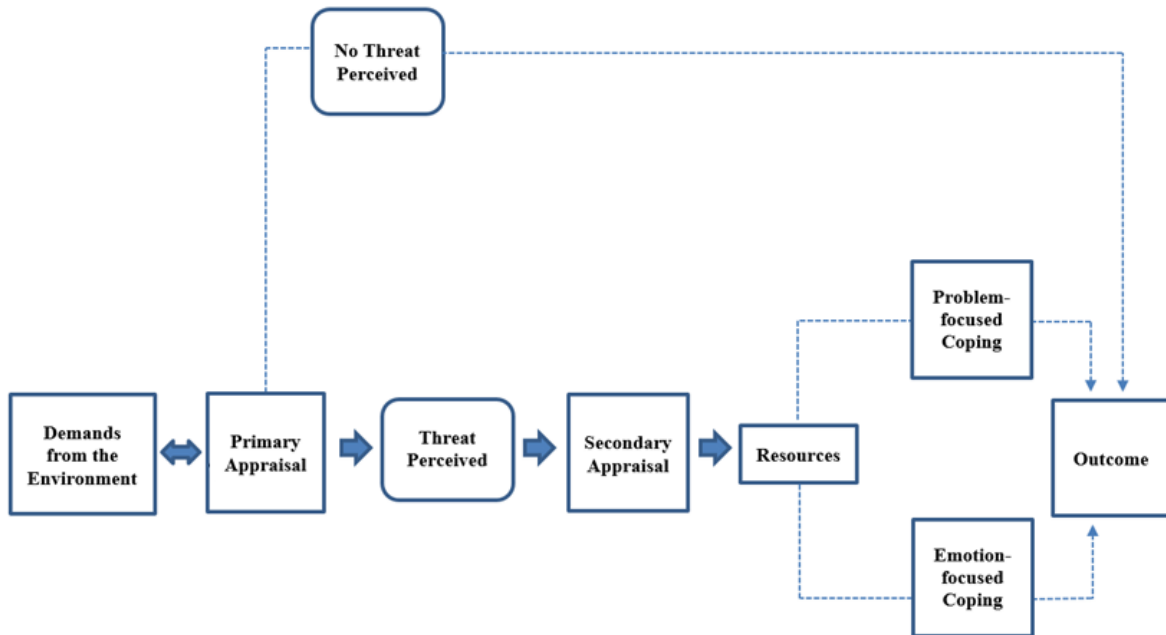 No Threat
Perceived
Problem-
focused
Coping
Demands
from the
Environment
Primary
Appraisal
Threat
Perceived
Secondary
Appraisal
Resources
Outcome
Emotion-
focused
Coping